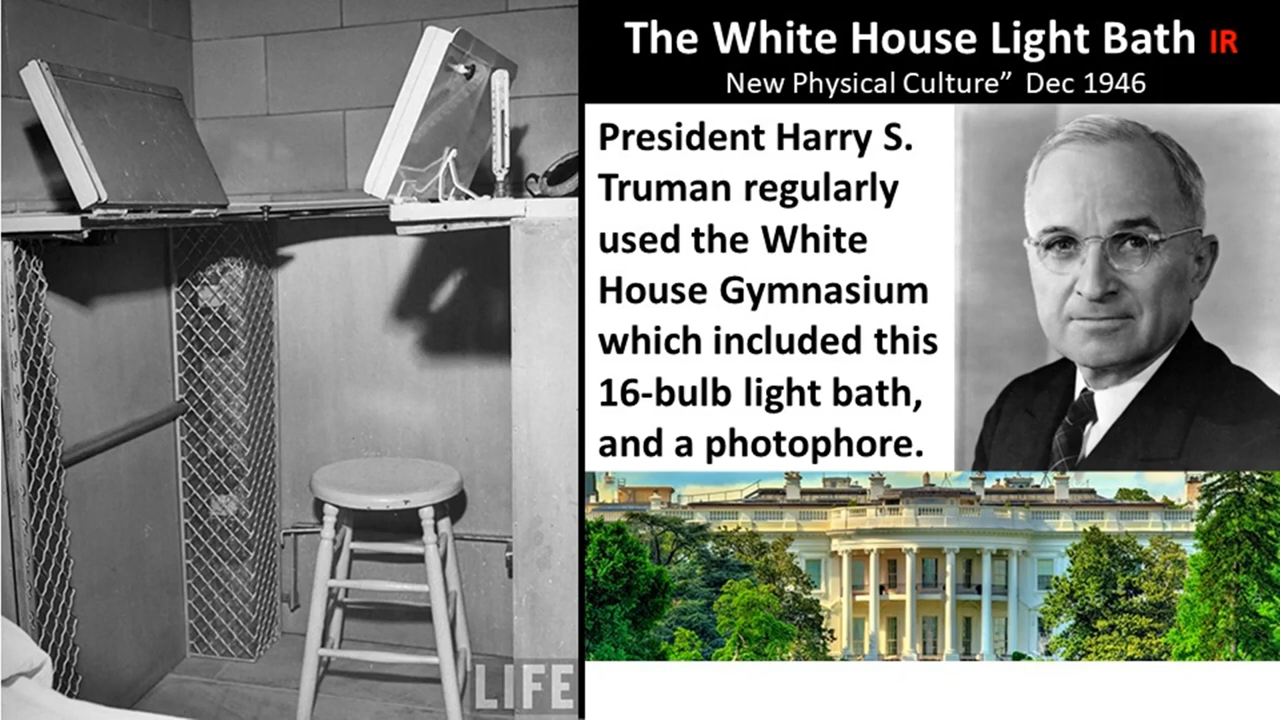 The White House Light Bath IR
New Physical Culture” Dec 1946
President Harry S.
Truman regularly
used the White
House Gymnasium
which included this
16-bulb light bath,
and a photophore.
LIFE